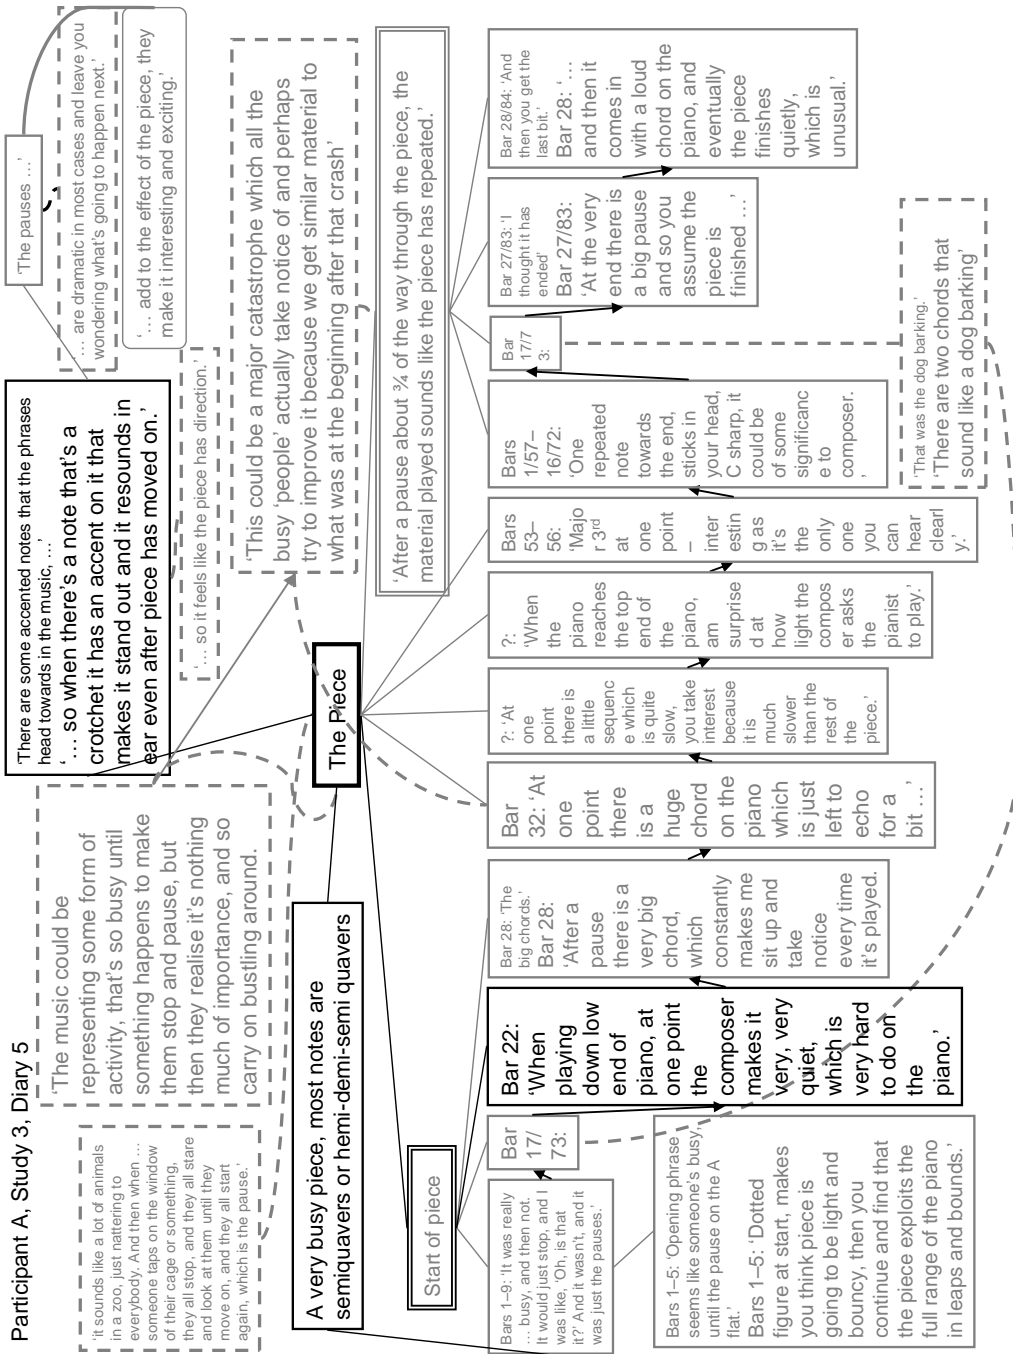 Participant A, Study 3, Diary 5
‘it sounds like a lot of animals
in a zoo, just nattering to
everybody. And then when …
someone taps on the window
of their cage or something,
they all stop, and they all stare
and look at them until they
move on, and they all start
again, which is the pause.’
‘The music could be
representing some form of
activity, that’s so busy until
something happens to make
them stop and pause, but
then they realise it’s nothing
much of importance, and so
carry on bustling around.
‘There are some accented notes that the phrases
head towards in the music, …’
‘… so when there’s a note that’s a
crotchet it has an accent on it that
makes it stand out and it resounds in
ear even after piece has moved on.’
‘… so it feels like the piece has direction.’
‘The pauses …’
‘… are dramatic in most cases and leave you
wondering what’s going to happen next.’
‘… add to the effect of the piece, they
make it interesting and exciting.’
A very busy piece, most notes are
semiquavers or hemi-demi-semi quavers
The Piece
‘This could be a major catastrophe which all the
busy ‘people’ actually take notice of and perhaps
try to improve it because we get similar material to
what was at the beginning after that crash’
Start of piece
‘After a pause about ¾ of the way through the piece, the
material played sounds like the piece has repeated.’
Bars 1–9: ‘It was really
… busy, and then not.
It would just stop, and I
was like, ‘Oh, is that
it?’ And it wasn’t, and it
was just the pauses.’
Bars 1–5: ‘Opening phrase
seems like someone’s busy,
until the pause on the A
flat.’
Bars 1–5: ‘Dotted
figure at start, makes
you think piece is
going to be light and
bouncy, then you
continue and find that
the piece exploits the
full range of the piano
in leaps and bounds.’
Bar
17/
73:
Bar 22:
‘When
playing
down low
end of
piano, at
one point
the
composer
makes it
very, very
quiet,
which is
very hard
to do on
the
piano.’
Bar 28: ‘The
big chords.’
Bar 28:
‘After a
pause
there is a
very big
chord,
which
constantly
makes me
sit up and
take
notice
every time
it’s played.
Bar
32: ‘At
one
point
there
is a
huge
chord
on the
piano
which
is just
left to
echo
for a
bit …’
?: ‘At
one
point
there is
a little
sequenc
e which
is quite
slow,
you take
interest
because
it is
much
slower
than the
rest of
the
piece.’
?:
‘When
the
piano
reaches
the top
end of
the
piano,
am
surprise
d at
how
light the
compos
er asks
the
pianist
to play.’
Bars
53–
56:
‘Majo
r 3rd
at
one
point
–
inter
estin
g as
it’s
the
only
one
you
can
hear
clearl
y.’
Bars
1/57–
16/72:
‘One
repeated
note
towards
the end,
sticks in
your head,
C sharp, it
could be
of some
significanc
e to
composer.
’
Bar
17/7
3:
Bar 27/83: ‘I
thought it has
ended’
Bar 27/83:
‘At the very
end there is
a big pause
and so you
assume the
piece is
finished …’
Bar 28/84: ‘And
then you get the
last bit.’
Bar 28: ‘…
and then it
comes in
with a loud
chord on the
piano, and
eventually
the piece
finishes
quietly,
which is
unusual.’
‘That was the dog barking.’
‘There are two chords that
sound like a dog barking’